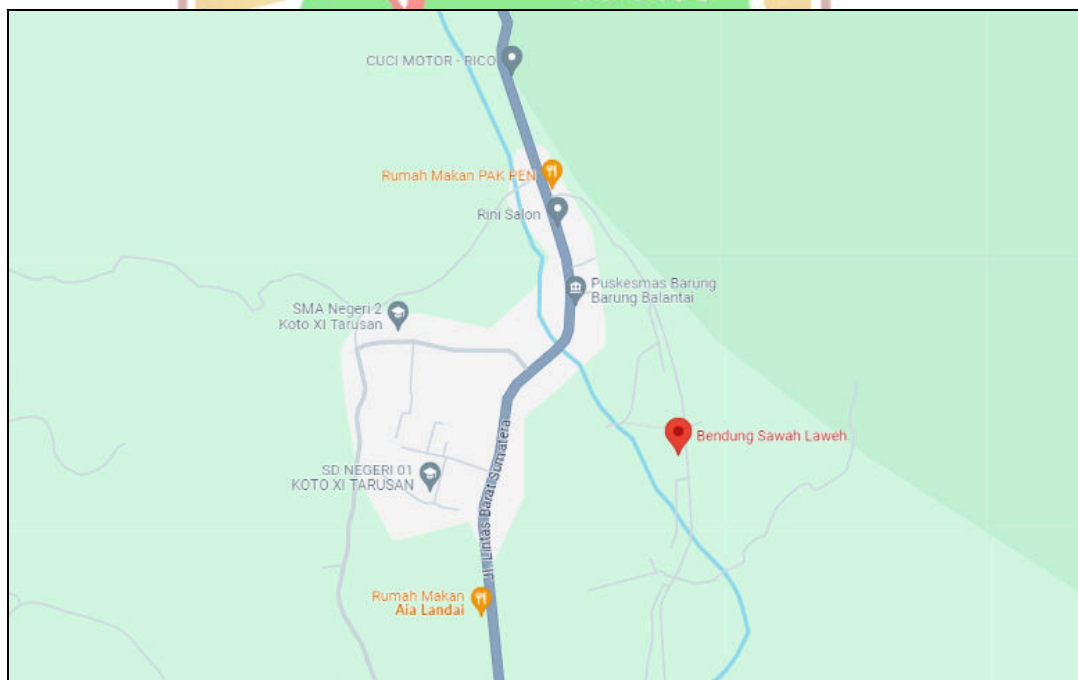 CUCI MOTOR - RICO
Rumah Makan PAK PEN
Rini Salon
Puskesmas Barung
Barung Balantai
SMA Negeri 2
Koto XI Tarusan
Bendung Sawah Laweh
SD NEGERI 01
KOTO XI TARUSAN
Jl. Lintas Barat Sumatera
Rumah Makan
Aia Landai